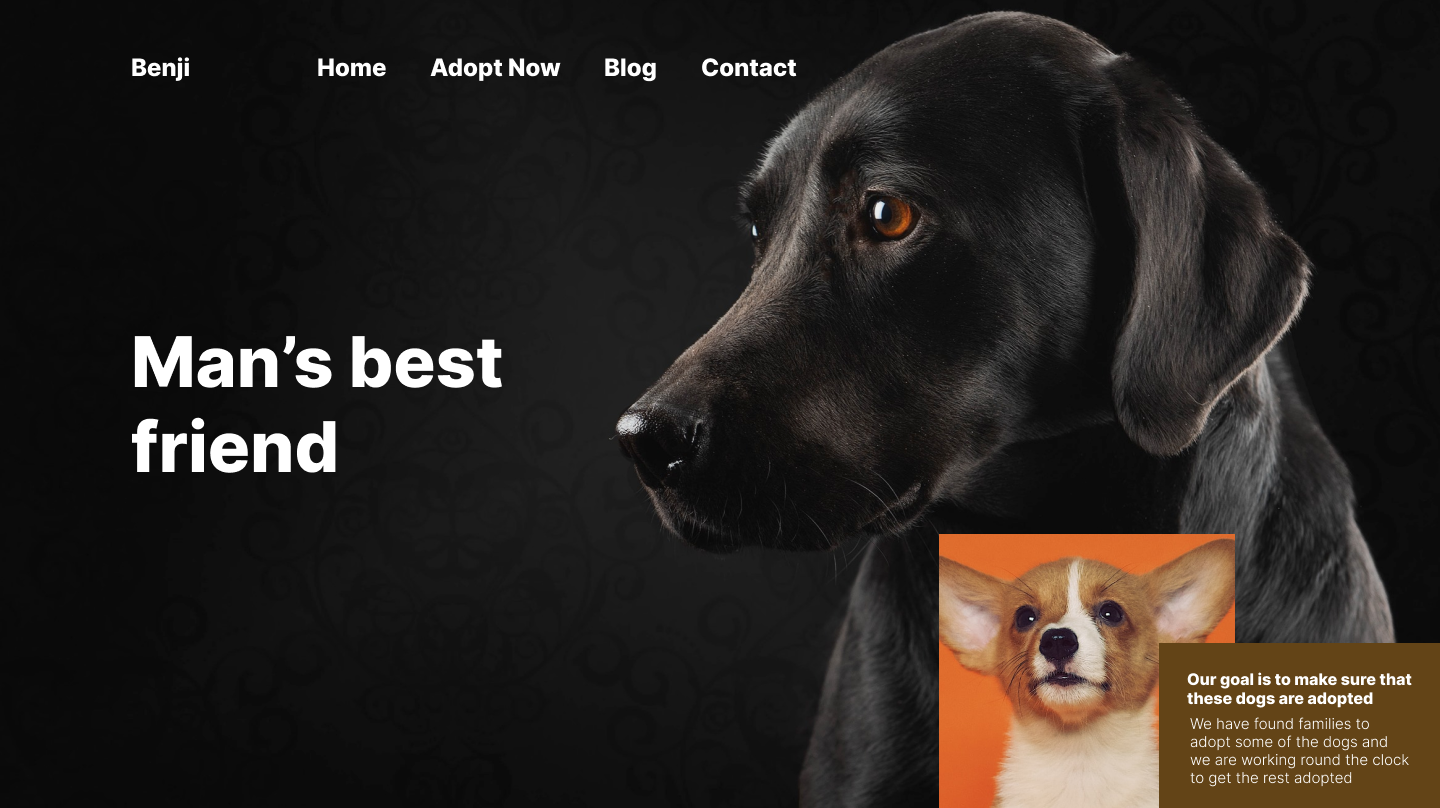 Benji Home Adopt Now Blog Contact
Man’s best
friend
Our goal is to make sure that
these dogs are adopted
We have found families to
adopt some of the dogs and
we are working round the clock
to get the rest adopted